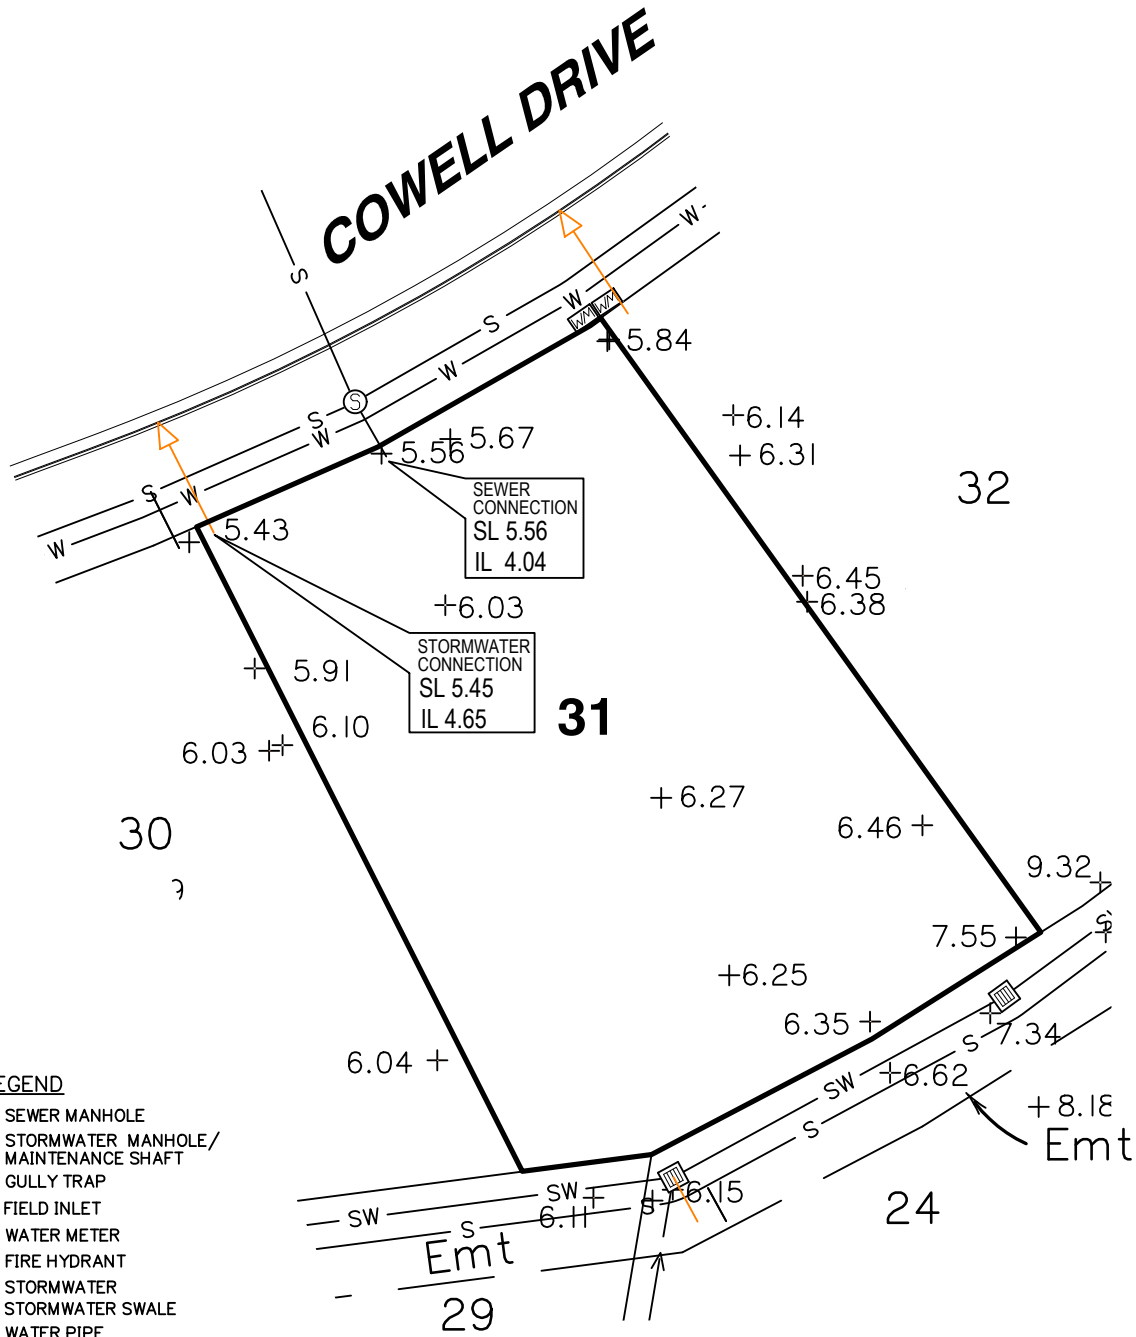 COWELL DRIVE
W
S
W
S
WM
WM
5.84
W
6.14
S
W
5.67
6.31
5.56
S
W
32
SEWER
CONNECTION
SL 5.56
IL 4.04
S
W
5.43
W
6.45
6.38
6.03
STORMWATER
CONNECTION
SL 5.45
IL 4.65
5.91
31
6.10
6.03
6.27
30
6.46
9.32
7.55
6.25
6.35
7.34
S
6.04
6.62
SW
8.18
S
Emt
LEGEND
SEWER MANHOLE
STORMWATER MANHOLE/
MAINTENANCE SHAFT
GULLY TRAP
FIELD INLET
WATER METER
FIRE HYDRANT
STORMWATER
STORMWATER SWALE
WATER PIPE
SW
6.15
S
SW
6.11
S
24
Emt
29